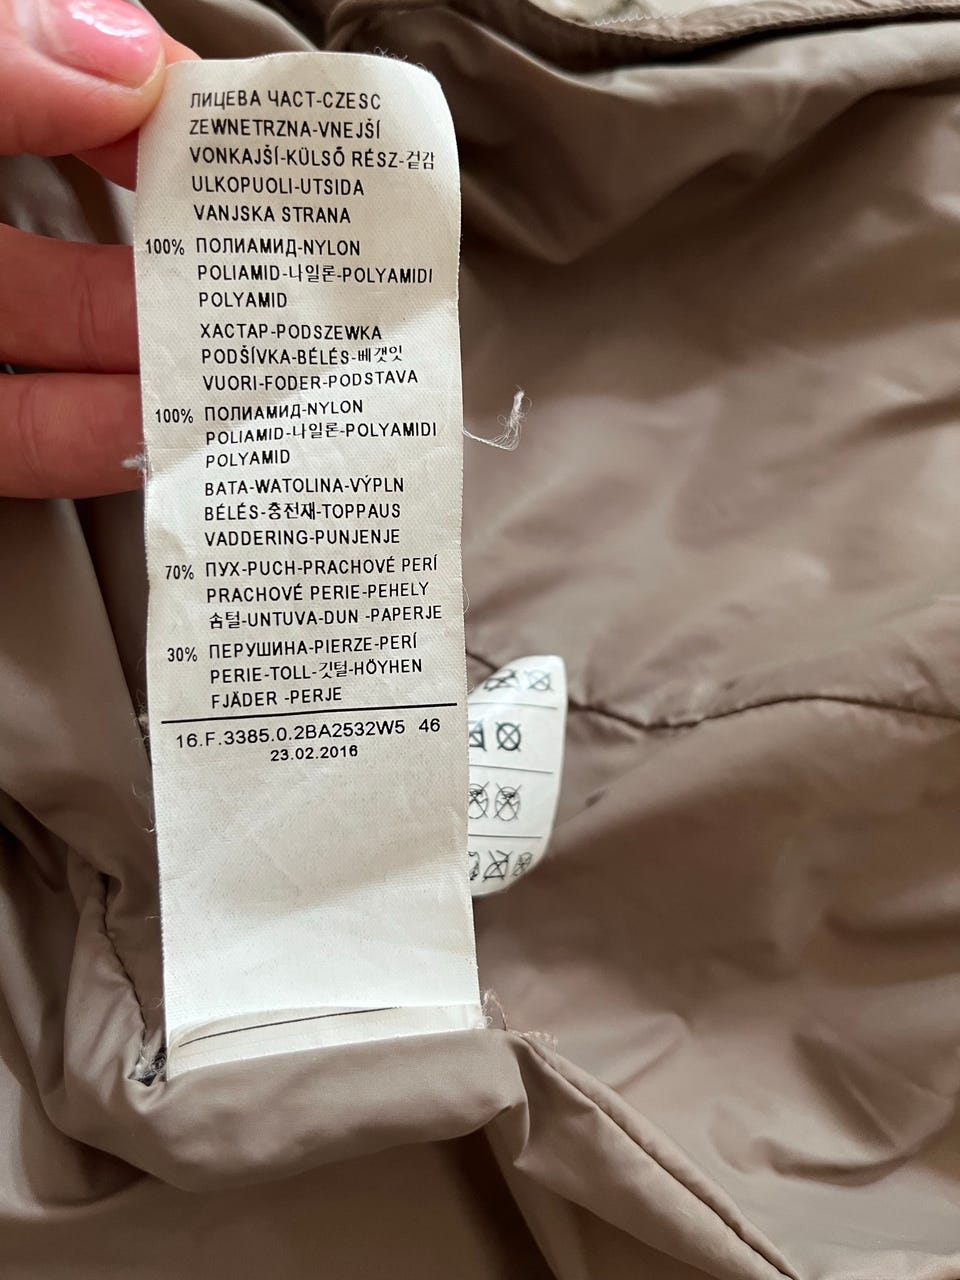 ЛИЦЕВА ЧАСТ-CZESC
ZEWNETRZNA-VNEJŠÍ
VONKAJŠÍ-KÜLSŐ RÉSZ-겉감
ULKOPUOLI-UTSIDA
VANJSKA STRANA
100% ПОЛИАМИД-NYLON
POLIAMID-나일론-POLYAMIDI
POLYAMID
ХАСТАР-PODSZEWKA
PODŠÍVKA-BÉLÉS-베갯잇
VUORI-FODER-PODSTAVA
100% ПОЛИАМИД-NYLON
POLIAMID-나일론-POLYAMIDI
POLYAMID
ВАТА-WATOLINA-VÝPLN
BÉLÉS-충전재-TOPPAUS
VADDERING-PUNJENJE
70% ПУХ-PUCH-PRACHOVÉ PERÍ
PRACHOVÉ PERIE-PEHELY
솜털-UNTUVA-DUN -PAPERJE
30% ПЕРУШИНА-PIERZE-PERÍ
PERIE-TOLL-깃털-HÖYHEN
FJÄDER -PERJE
16.F.3385.0.2BA2532W5 46
23.02.2016